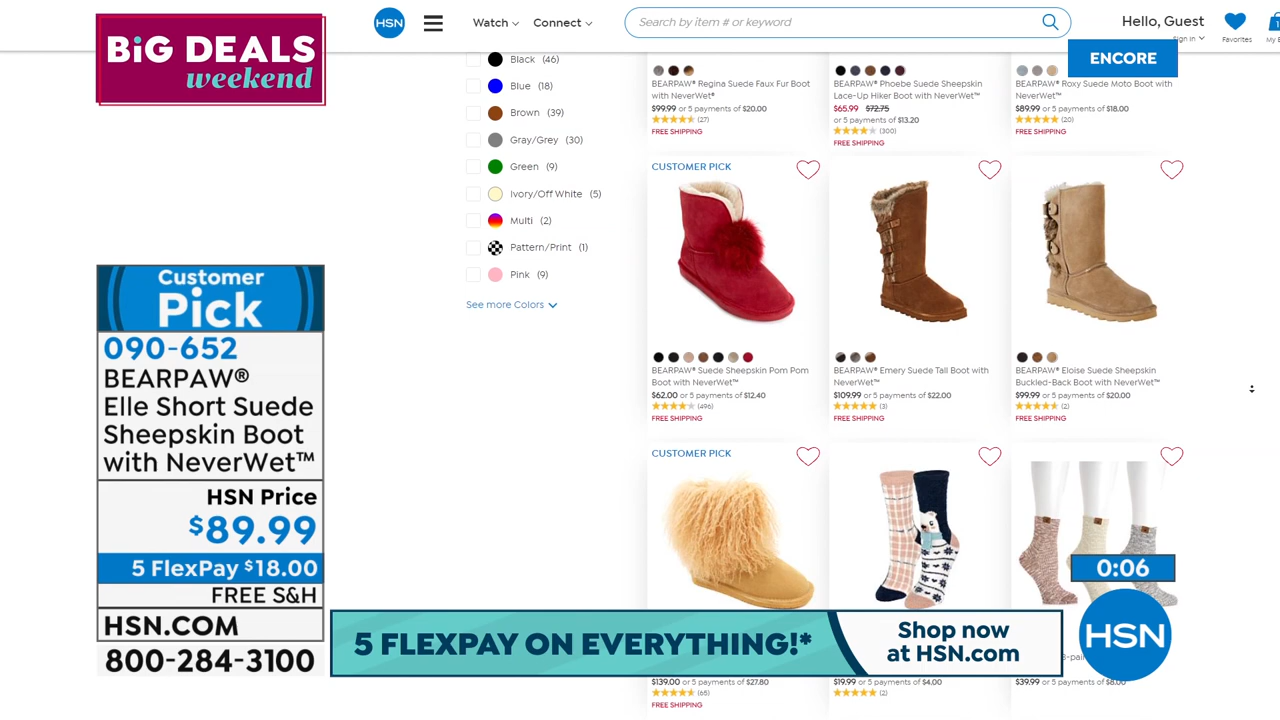 BiG DEALS
weekend
HSN
Watch
Connect
Search by item # or keyword
Hello, Guest
Sign In
Favorites
ENCORE
Black (46)
Blue (18)
Brown (39)
Gray/Grey (30)
Green (9)
Ivory/Off White (5)
Multi (2)
Pattern/Print (1)
Pink (9)
See more Colors
BEARPAW® Regina Suede Faux Fur Boot
with NeverWet®
$99.99 or 5 payments of $20.00
(27)
FREE SHIPPING
BEARPAW® Phoebe Suede Sheepskin
Lace-Up Hiker Boot with NeverWet™
$65.99 $72.75
or 5 payments of $13.20
(300)
FREE SHIPPING
BEARPAW® Roxy Suede Moto Boot with
NeverWet™
$89.99 or 5 payments of $18.00
(20)
FREE SHIPPING
CUSTOMER PICK
BEARPAW® Suede Sheepskin Pom Pom
Boot with NeverWet™
$62.00 or 5 payments of $12.40
(496)
FREE SHIPPING
BEARPAW® Emery Suede Tall Boot with
NeverWet™
$109.99 or 5 payments of $22.00
(3)
FREE SHIPPING
BEARPAW® Eloise Suede Sheepskin
Buckled-Back Boot with NeverWet™
$99.99 or 5 payments of $20.00
(2)
FREE SHIPPING
CUSTOMER PICK
$139.00 or 5 payments of $27.80
(65)
FREE SHIPPING
$19.99 or 5 payments of $4.00
(2)
$39.99 or 5 payments of $8.00
Customer
Pick
090-652
BEARPAW®
Elle Short Suede
Sheepskin Boot
with NeverWet™
HSN Price
$89.99
5 FlexPay $18.00
FREE S&H
HSN.COM
800-284-3100
5 FLEXPAY ON EVERYTHING!*
Shop now
at HSN.com
0:06
HSN